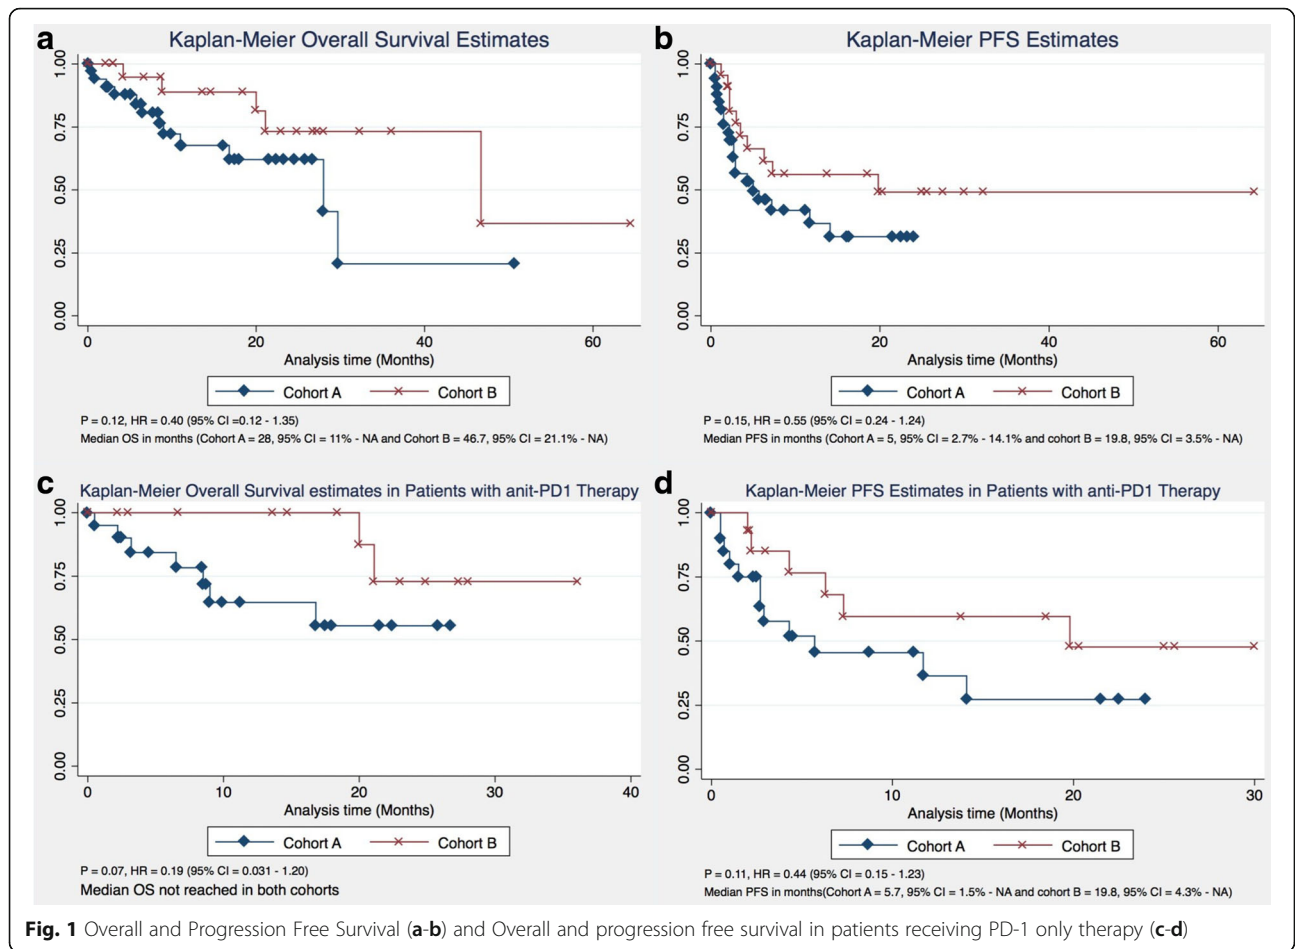 a
Kaplan-Meier Overall Survival Estimates
1.00
0.75
0.50
0.25
0.00
0 20 40 60
Analysis time (Months)
Cohort A Cohort B
P = 0.12, HR = 0.40 (95% CI =0.12 - 1.35)
Median OS in months (Cohort A = 28, 95% CI = 11% - NA and Cohort B = 46.7, 95% CI = 21.1% - NA)
b
Kaplan-Meier PFS Estimates
1.00
0.75
0.50
0.25
0.00
0 20 40 60
Analysis time (Months)
Cohort A Cohort B
P = 0.15, HR = 0.55 (95% CI = 0.24 - 1.24)
Median PFS in months (Cohort A = 5, 95% CI = 2.7% - 14.1% and cohort B = 19.8, 95% CI = 3.5% - NA)
c
Kaplan-Meier Overall Survival estimates in Patients with anit-PD1 Therapy
1.00
0.75
0.50
0.25
0.00
0 10 20 30 40
Analysis time (Months)
Cohort A Cohort B
P = 0.07, HR = 0.19 (95% CI = 0.031 - 1.20)
Median OS not reached in both cohorts
d
Kaplan-Meier PFS Estimates in Patients with anti-PD1 Therapy
1.00
0.75
0.50
0.25
0.00
0 10 20 30
Analysis time (Months)
Cohort A Cohort B
P = 0.11, HR = 0.44 (95% CI = 0.15 - 1.23)
Median PFS in months(Cohort A = 5.7, 95% CI = 1.5% - NA and cohort B = 19.8, 95% CI = 4.3% - NA)
Fig. 1 Overall and Progression Free Survival (a-b) and Overall and progression free survival in patients receiving PD-1 only therapy (c-d)